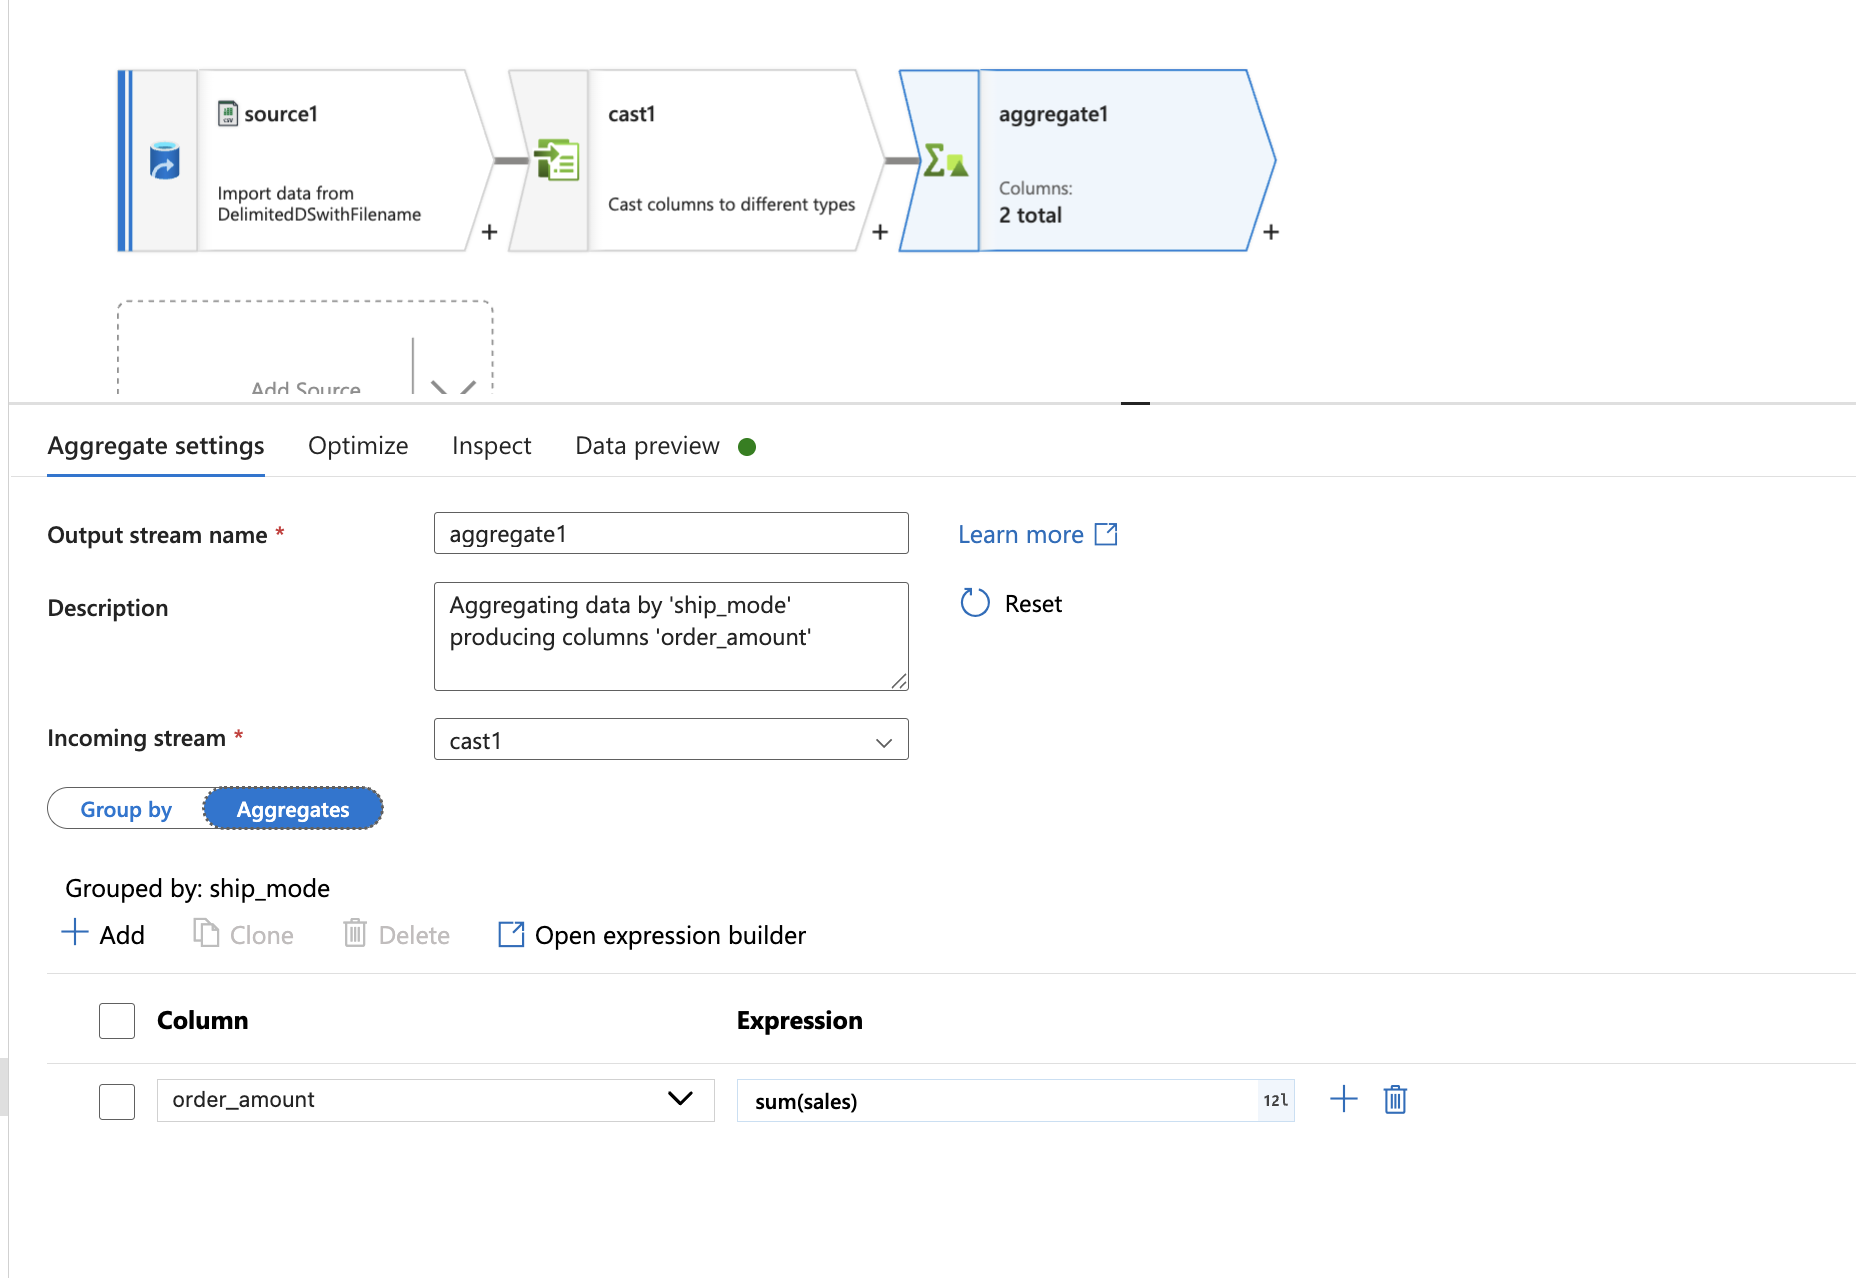 source1
Import data from
DelimitedDSwithFilename
+
cast1
Cast columns to different types
+
aggregate1
Columns:
2 total
+
Add Source
Aggregate settings
Optimize
Inspect
Data preview
Output stream name *
aggregate1
Learn more
Description
Aggregating data by 'ship_mode'
producing columns 'order_amount'
Reset
Incoming stream *
cast1
Group by
Aggregates
Grouped by: ship_mode
Add
Clone
Delete
Open expression builder
Column
Expression
order_amount
sum(sales)
12l